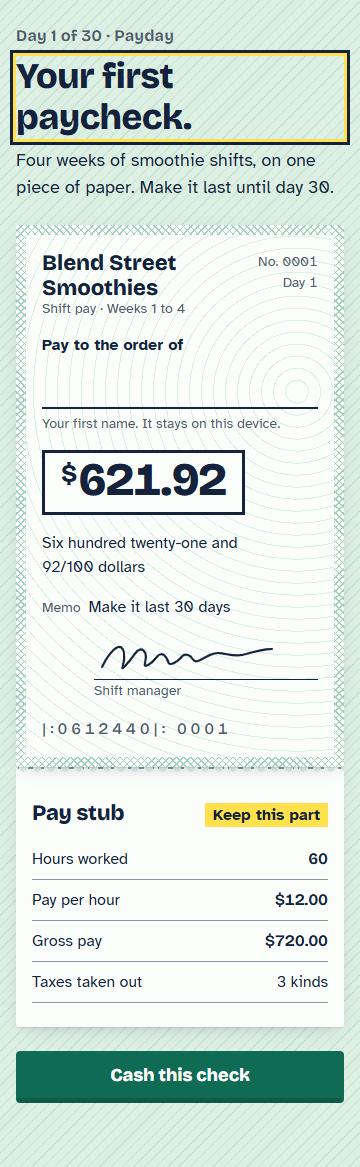 Day 1 of 30 · Payday
Your first
paycheck.
Four weeks of smoothie shifts, on one
piece of paper. Make it last until day 30.
Blend Street
Smoothies
No. 0001
Day 1
Shift pay · Weeks 1 to 4
Pay to the order of
Your first name. It stays on this device.
$621.92
Six hundred twenty-one and
92/100 dollars
Memo Make it last 30 days
Shift manager
|:0612440|: 0001
Pay stub
Keep this part
Hours worked 60
Pay per hour $12.00
Gross pay $720.00
Taxes taken out 3 kinds
Cash this check